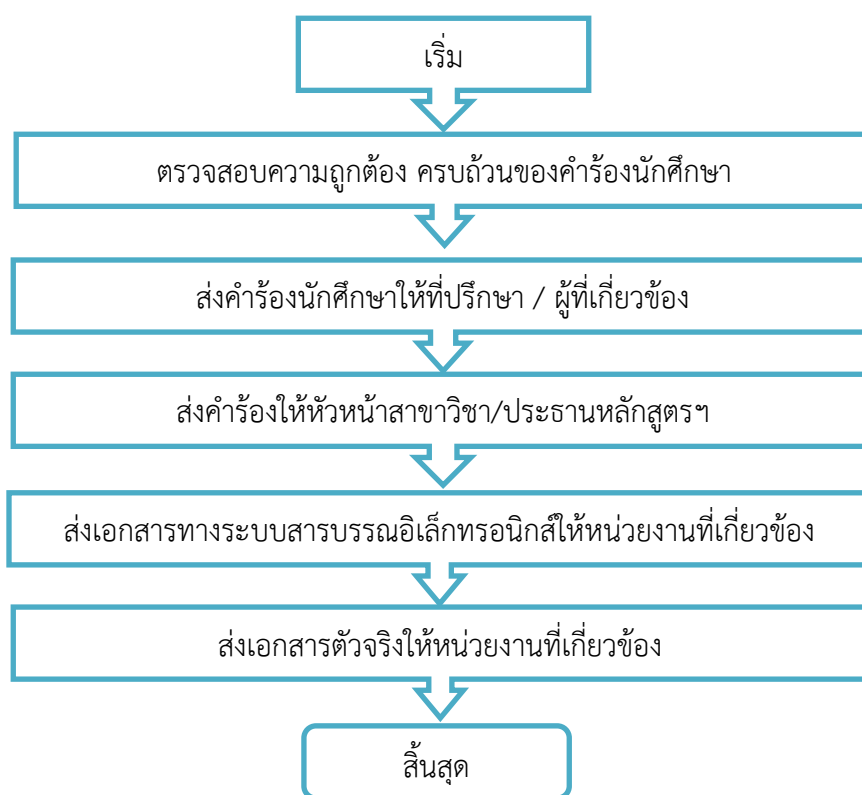 เริ่ม
ตรวจสอบความถูกต้อง ครบถ้วนของคำร้องนักศึกษา
ส่งคำร้องนักศึกษาให้ที่ปรึกษา / ผู้ที่เกี่ยวข้อง
ส่งคำร้องให้หัวหน้าสาขาวิชา/ประธานหลักสูตรฯ
ส่งเอกสารทางระบบสารบรรณอิเล็กทรอนิกส์ให้หน่วยงานที่เกี่ยวข้อง
ส่งเอกสารตัวจริงให้หน่วยงานที่เกี่ยวข้อง
สิ้นสุด